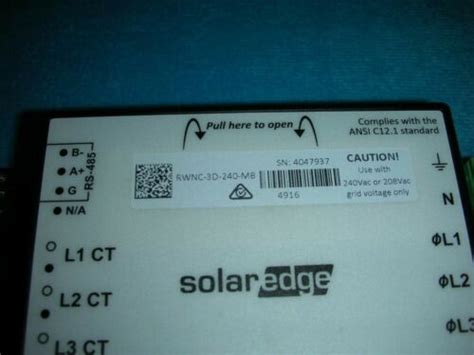 Pull here to open
Complies with the
ANSI C12.1 standard
B-
A+
G
RS-485
N/A
RWNC-3D-240-MB
SN: 4047937
4916
CAUTION!
Use with
240Vac or 208Vac
grid voltage only
N
L1 CT
ϕL1
L2 CT
ϕL2
L3 CT
ϕL3
solaredge